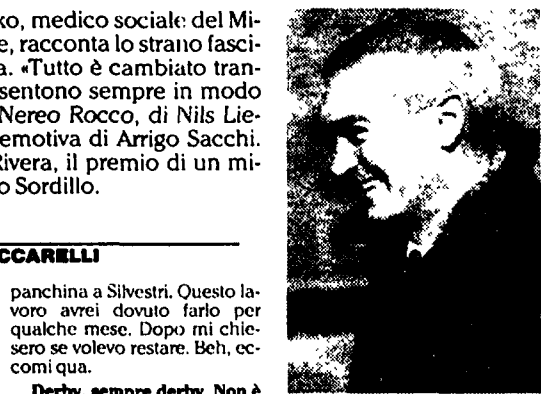 ko, medico sociale del Mi-
e, racconta lo strano fasci-
a. «Tutto è cambiato tran-
sentono sempre in modo
Nereo Rocco, di Nils Lie-
emotiva di Arrigo Sacchi.
Rivera, il premio di un mi-
o Sordillo.
CCARELLI
panchina a Silvestri. Questo la-
voro avrei dovuto farlo per
qualche mese. Dopo mi chie-
sero se volevo restare. Beh, ec-
comi qua.
Derby, sempre derby. Non è